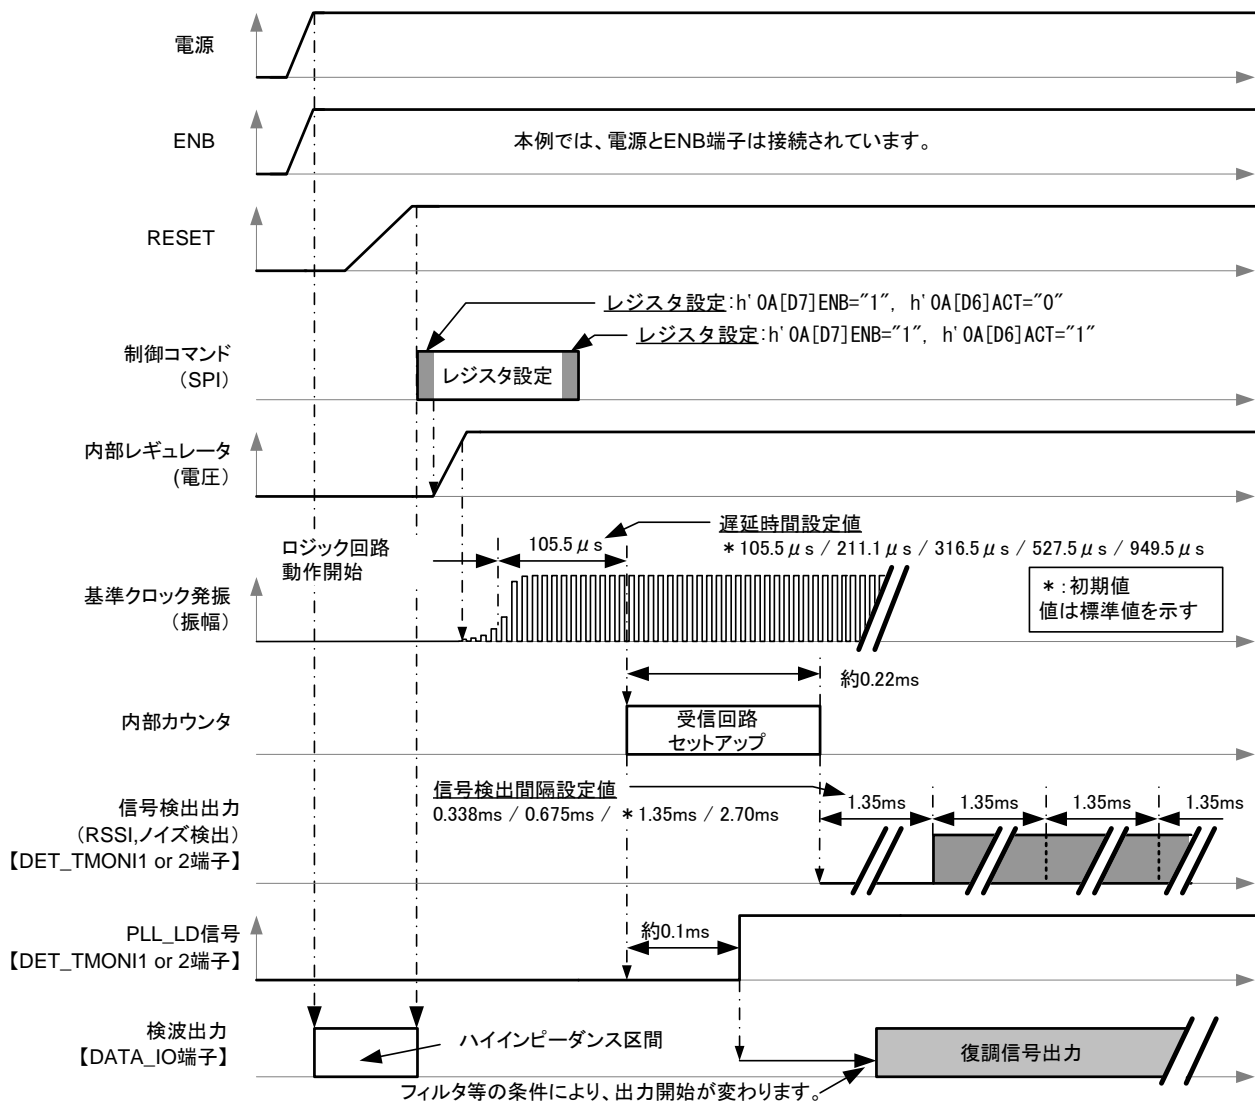 電源
ENB
本例では、電源とENB端子は接続されています。
RESET
レジスタ設定:h'0A[D7]ENB="1", h'0A[D6]ACT="0"
レジスタ設定:h'0A[D7]ENB="1", h'0A[D6]ACT="1"
制御コマンド
(SPI)
レジスタ設定
内部レギュレータ
(電圧)
ロジック回路
動作開始
105.5μs
遅延時間設定値
*105.5μs / 211.1μs / 316.5μs / 527.5μs / 949.5μs
*:初期値
値は標準値を示す
基準クロック発振
(振幅)
約0.22ms
内部カウンタ
受信回路
セットアップ
信号検出間隔設定値
0.338ms / 0.675ms / *1.35ms / 2.70ms
1.35ms
1.35ms
1.35ms
1.35ms
信号検出出力
(RSSI,ノイズ検出)
【DET_TMONI1 or 2端子】
PLL_LD信号
【DET_TMONI1 or 2端子】
約0.1ms
検波出力
【DATA_IO端子】
ハイインピーダンス区間
復調信号出力
フィルタ等の条件により、出力開始が変わります。